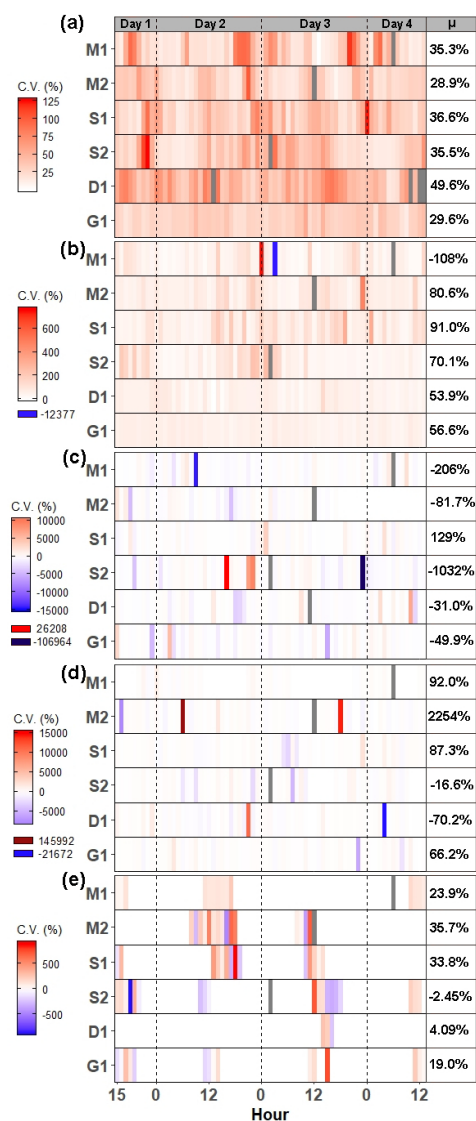 (a) Day 1 Day 2 Day 3 Day 4 μ
C.V. (%)
125
100
75
50
25
M1 35.3%
M2 28.9%
S1 36.6%
S2 35.5%
D1 49.6%
G1 29.6%
(b)
C.V. (%)
600
400
200
0
-12377
M1 -108%
M2 80.6%
S1 91.0%
S2 70.1%
D1 53.9%
G1 56.6%
(c)
C.V. (%)
10000
5000
0
-5000
-10000
-15000
26208
-106964
M1 -206%
M2 -81.7%
S1 129%
S2 -1032%
D1 -31.0%
G1 -49.9%
(d)
C.V. (%)
15000
10000
5000
0
-5000
145992
-21672
M1 92.0%
M2 2254%
S1 87.3%
S2 -16.6%
D1 -70.2%
G1 66.2%
(e)
C.V. (%)
500
0
-500
M1 23.9%
M2 35.7%
S1 33.8%
S2 -2.45%
D1 4.09%
G1 19.0%
15 0 12 0 12 0 12
Hour